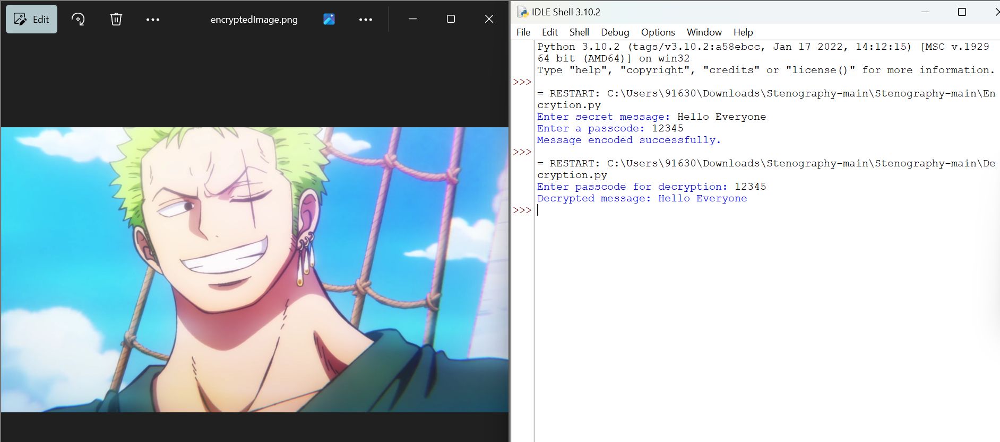 Edit
encryptedImage.png
IDLE Shell 3.10.2
File Edit Shell Debug Options Window Help
Python 3.10.2 (tags/v3.10.2:a58ebcc, Jan 17 2022, 14:12:15) [MSC v.1929
64 bit (AMD64)] on win32
Type "help", "copyright", "credits" or "license()" for more information.
>>>
= RESTART: C:\Users\91630\Downloads\Stenography-main\Stenography-main\En
crytion.py
Enter secret message: Hello Everyone
Enter a passcode: 12345
Message encoded successfully.
>>>
= RESTART: C:\Users\91630\Downloads\Stenography-main\Stenography-main\De
cryption.py
Enter passcode for decryption: 12345
Decrypted message: Hello Everyone
>>>